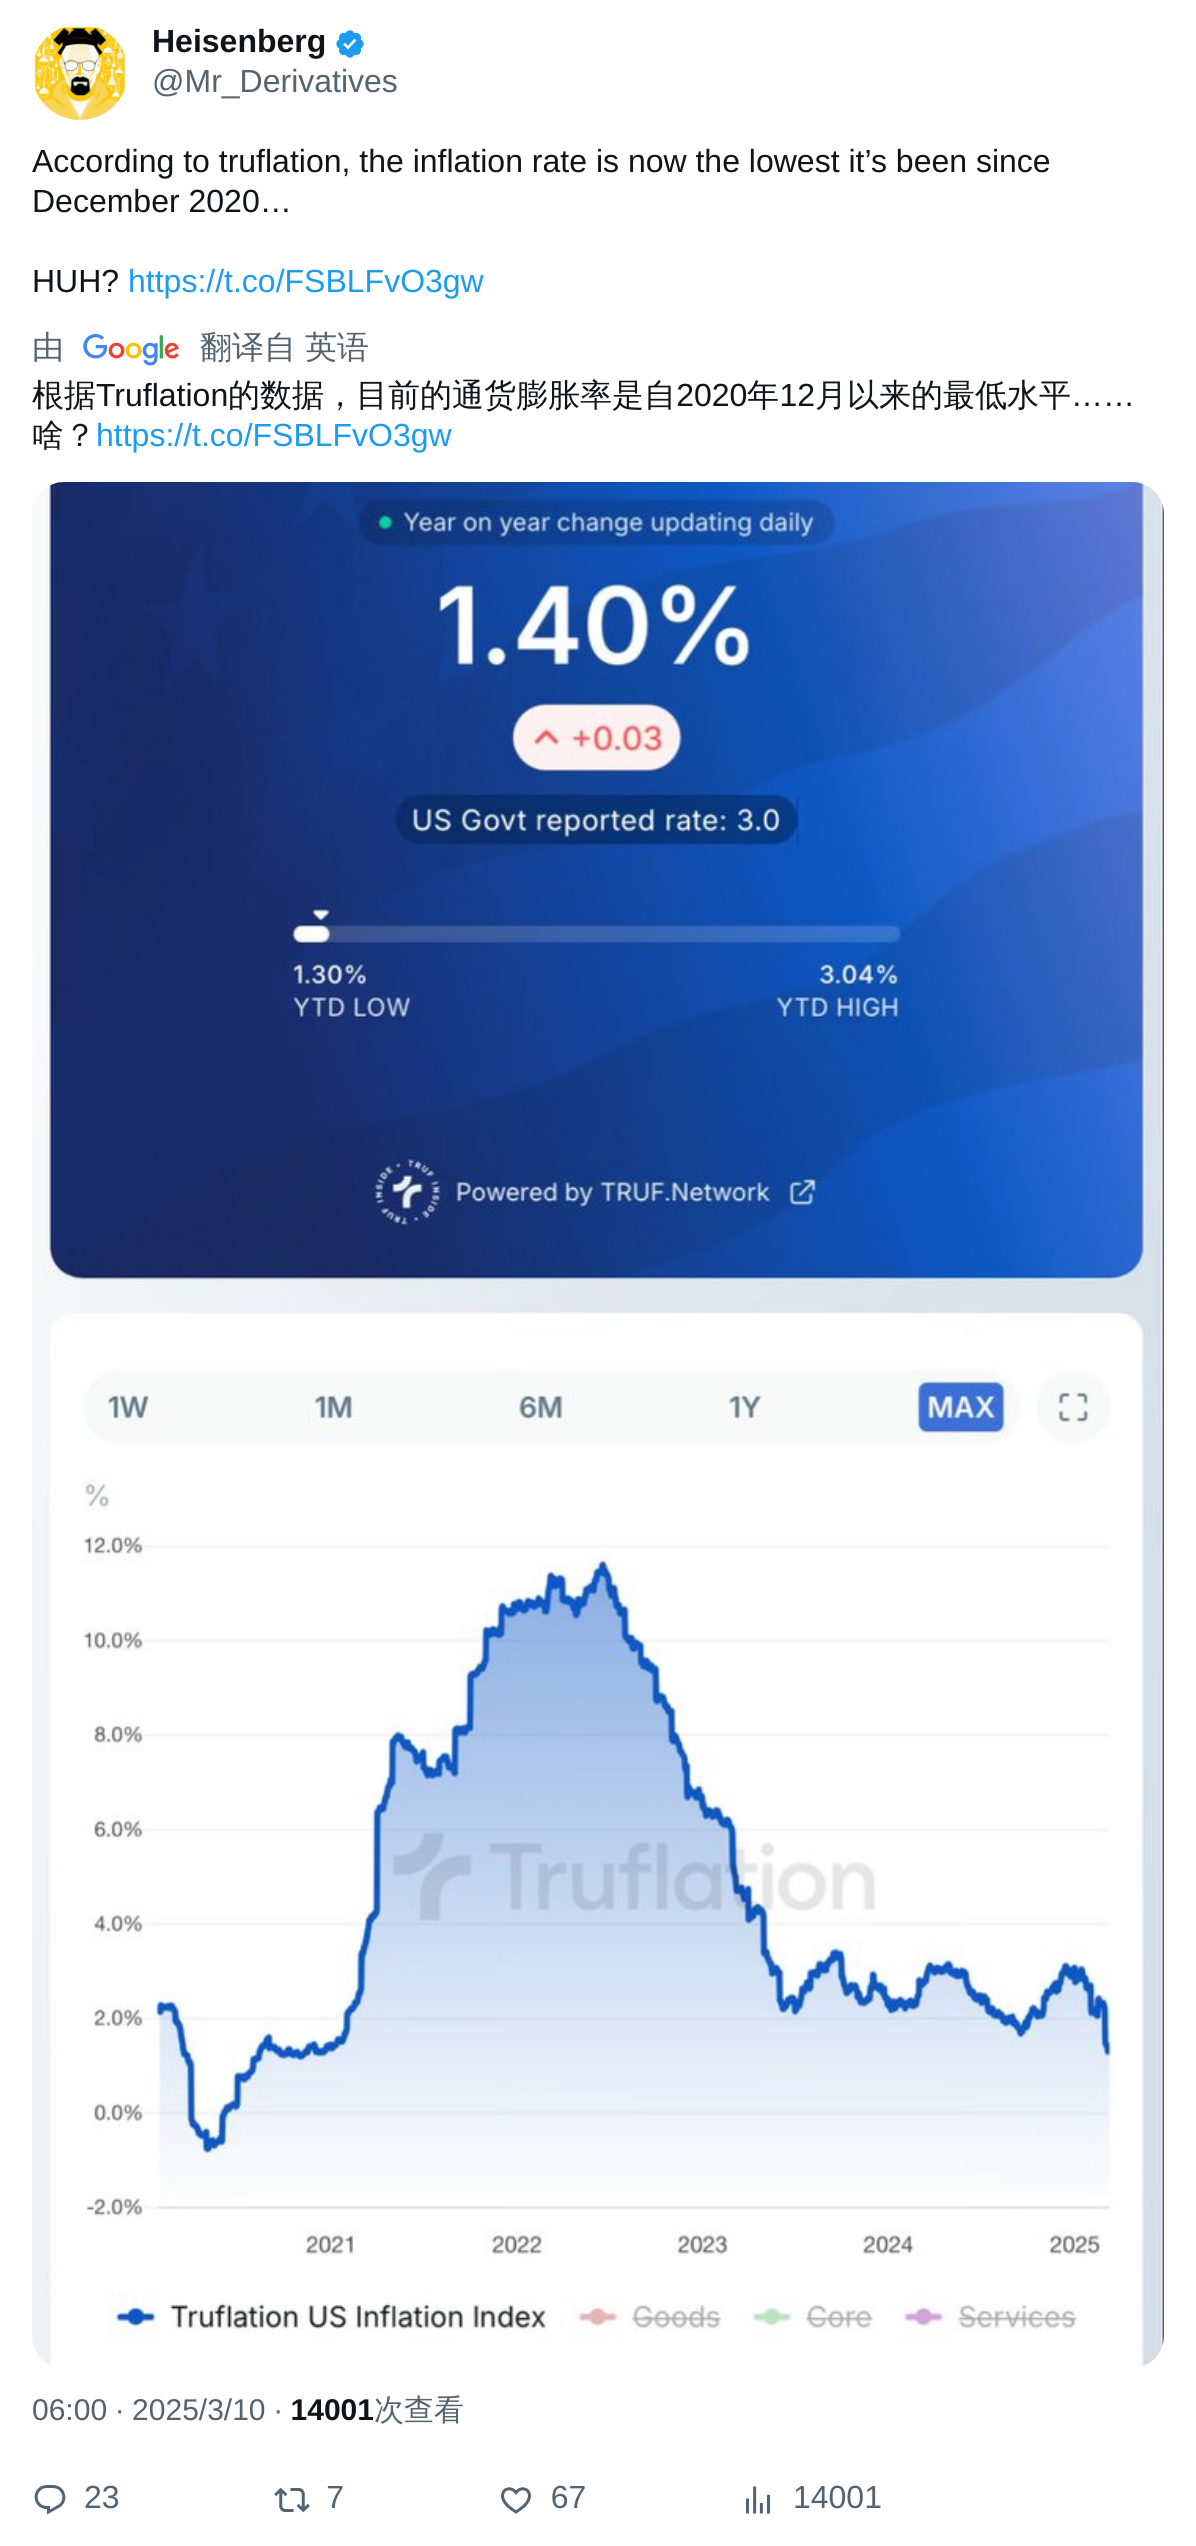 Heisenberg
@Mr_Derivatives
According to truflation, the inflation rate is now the lowest it’s been since
December 2020…
HUH? https://t.co/FSBLFvO3gw
由 Google 翻译自 英语
根据Truflation的数据，目前的通货膨胀率是自2020年12月以来的最低水平……
啥？https://t.co/FSBLFvO3gw
Year on year change updating daily
1.40%
+0.03
US Govt reported rate: 3.0
1.30% 3.04%
YTD LOW YTD HIGH
TRUF INSIDE • TRUF INSIDE •
Powered by TRUF.Network
1W 1M 6M 1Y MAX
%
12.0%
10.0%
8.0%
6.0%
Truflation
4.0%
2.0%
0.0%
-2.0%
2021 2022 2023 2024 2025
Truflation US Inflation Index Goods Core Services
06:00 · 2025/3/10 · 14001次查看
23 7 67 14001